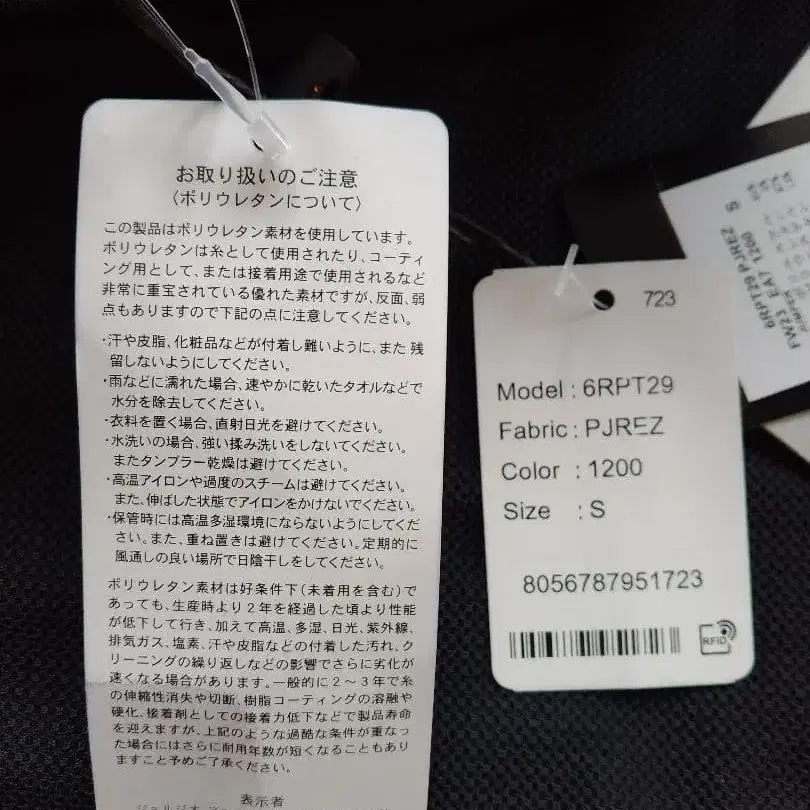 お取り扱いのご注意
〈ポリウレタンについて〉
この製品はポリウレタン素材を使用しています。
ポリウレタンは糸として使用されたり、コーティ
ング用として、または接着用途で使用されるなど
非常に重宝されている優れた素材ですが、反面、弱
点もありますので下記の点に注意してください。
・汗や皮脂、化粧品などが付着し難いように、また 残
留しないようにしてください。
・雨などに濡れた場合、速やかに乾いたタオルなどで
水分を除去してください。
・衣料を置く場合、直射日光を避けてください。
・水洗いの場合、強い揉み洗いをしないでください。
またタンブラー乾燥は避けてください。
・高温アイロンや過度のスチームは避けてください。
また、伸ばした状態でアイロンをかけないでください。
・保管時には高温多湿環境にならないようにしてくだ
さい。また、重ね置きは避けてください。定期的に
風通しの良い場所で日陰干しをしてください。
ポリウレタン素材は好条件下(未着用を含む)で
あっても、生産時より2年を経過した頃より性能
が低下して行き、加えて高温、多湿、日光、紫外線、
排気ガス、塩素、汗や皮脂などの付着した汚れ、ク
リーニングの繰り返しなどの影響でさらに劣化が
速くなる場合があります。一般的に2〜3年で糸
の伸縮性消失や切断、樹脂コーティングの溶融や
硬化、接着剤としての接着力低下などで製品寿命
を迎えますが、上記のような過酷な条件が重なっ
た場合にはさらに耐用年数が短くなることもあり
ますこと予めご了承ください。
表示者
723
Model : 6RPT29
Fabric : PJREZ
Color : 1200
Size : S
8056787951723
RFID
6RPT29 PJREZ S
FW23 EA7 1200